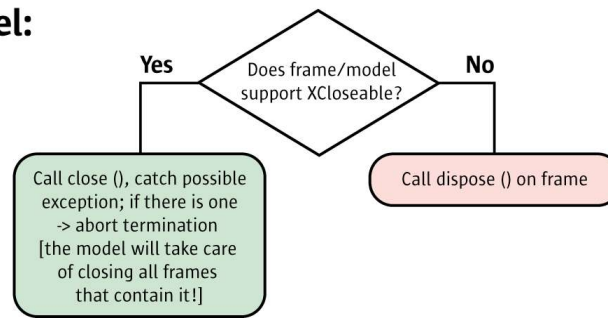 el:
Yes
Does frame/model
support XCloseable?
No
Call close (), catch possible
exception; if there is one
-> abort termination
[the model will take care
of closing all frames
that contain it!]
Call dispose () on frame